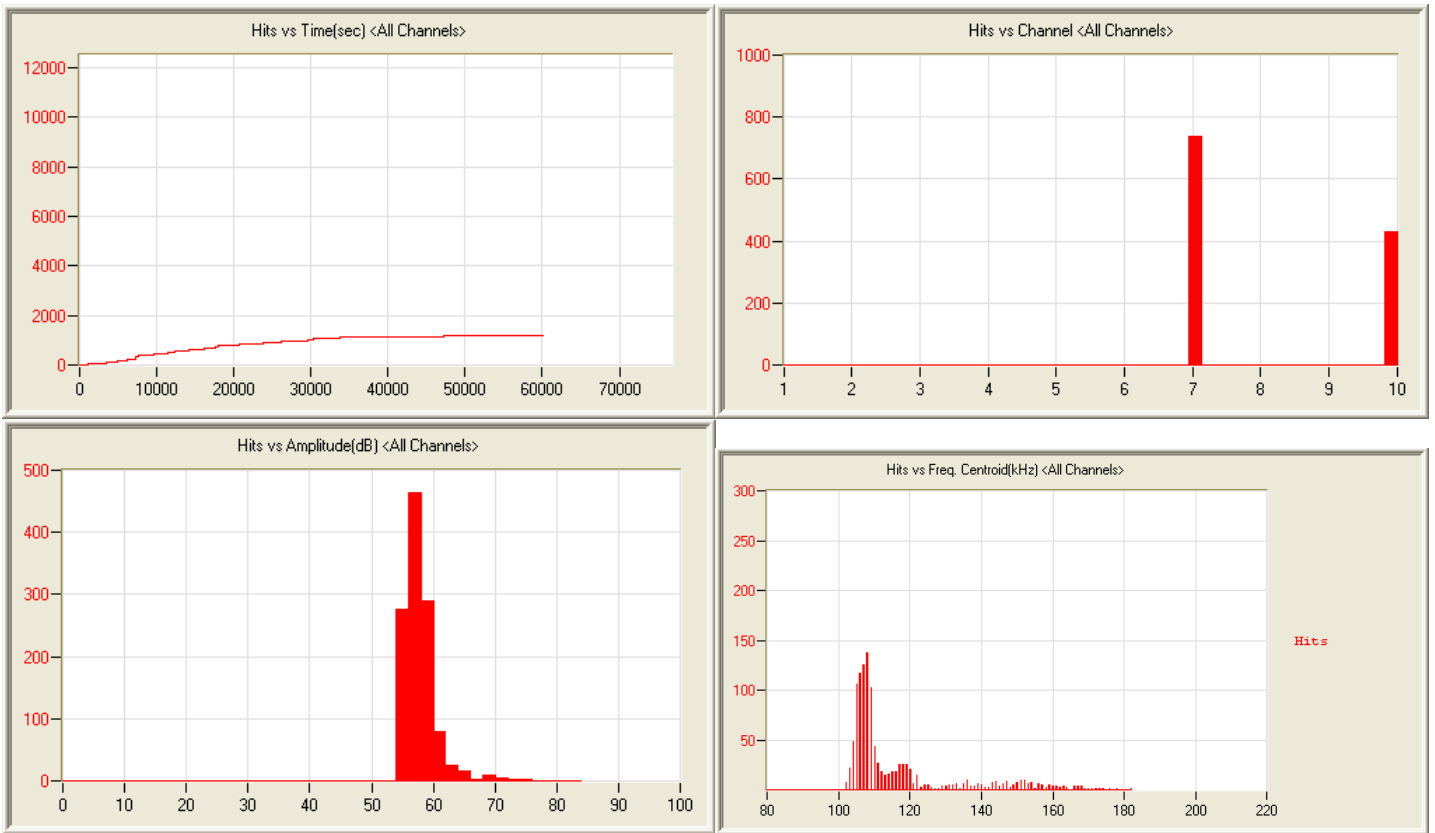 Hits vs Time(sec) <All Channels>
12000
10000
8000
6000
4000
2000
0
0 10000 20000 30000 40000 50000 60000 70000
Hits vs Channel <All Channels>
1000
800
600
400
200
0
1 2 3 4 5 6 7 8 9 10
Hits vs Amplitude(dB) <All Channels>
500
400
300
200
100
0
0 10 20 30 40 50 60 70 80 90 100
Hits vs Freq. Centroid(kHz) <All Channels>
300
250
200
150
100
50
80 100 120 140 160 180 200 220
Hits